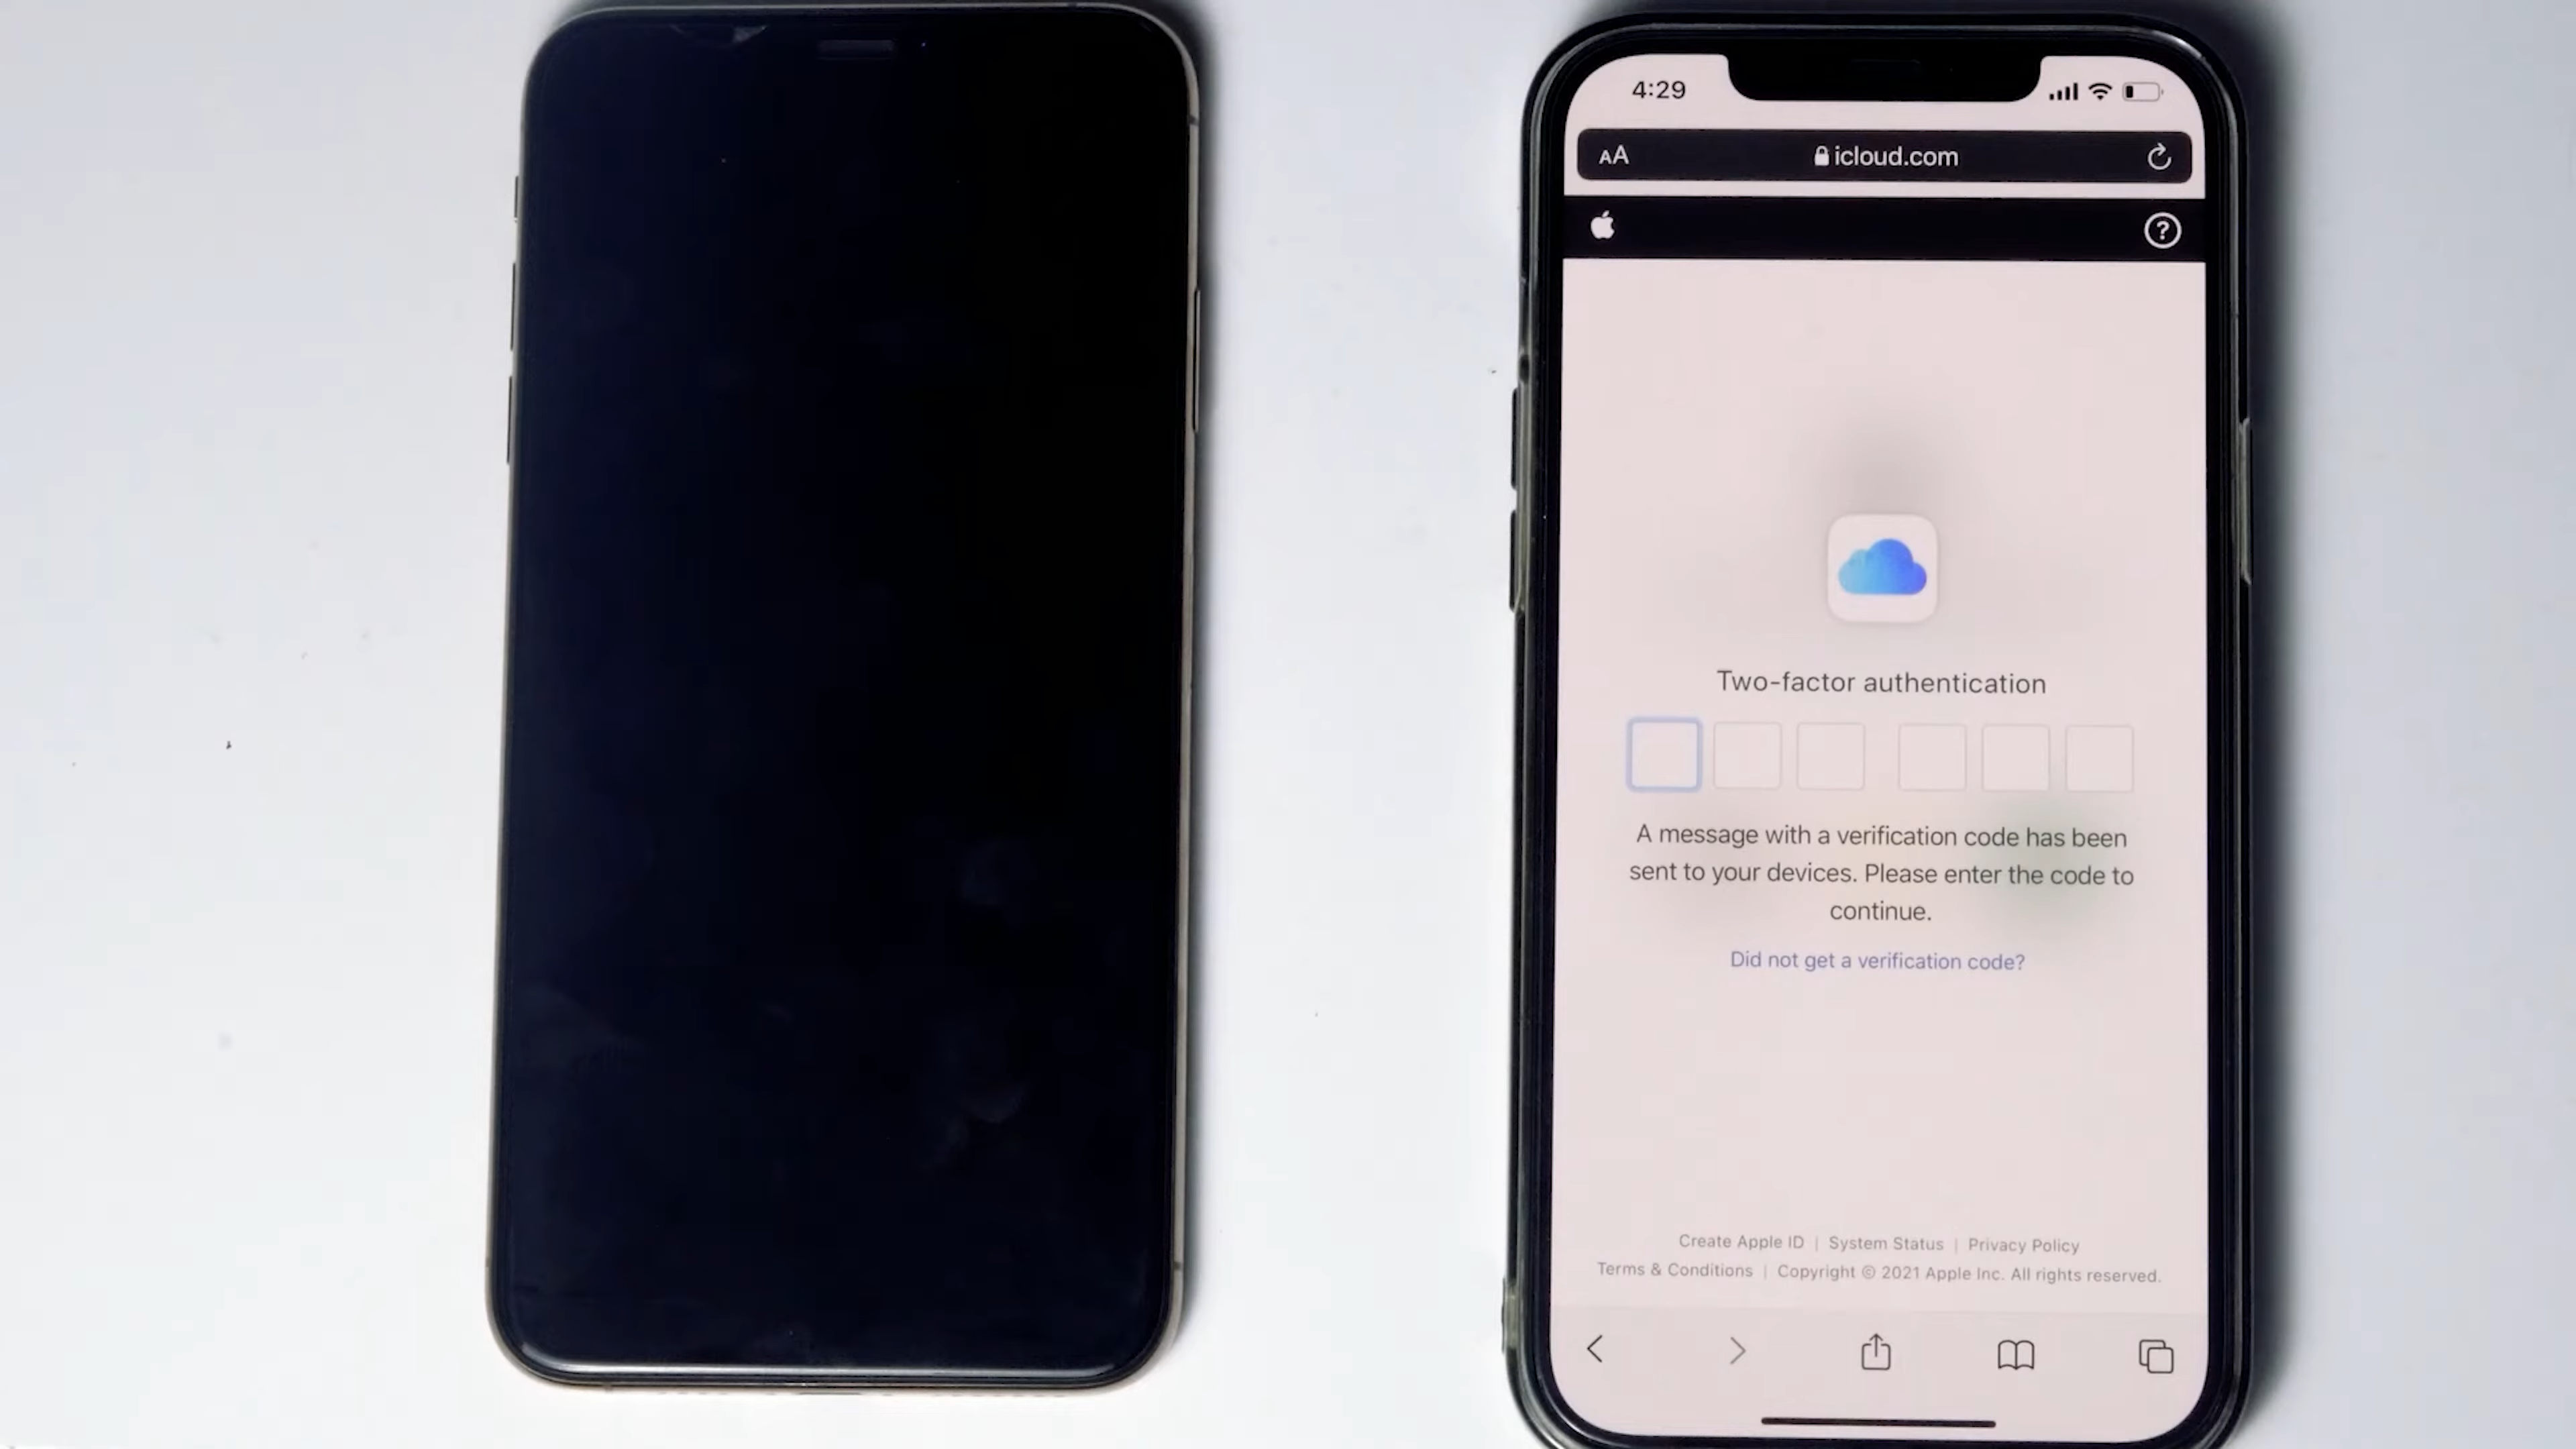 4:29
AA icloud.com
?
Two-factor authentication
A message with a verification code has been
sent to your devices. Please enter the code to
continue.
Did not get a verification code?
Create Apple ID | System Status | Privacy Policy
Terms & Conditions | Copyright © 2021 Apple Inc. All rights reserved.